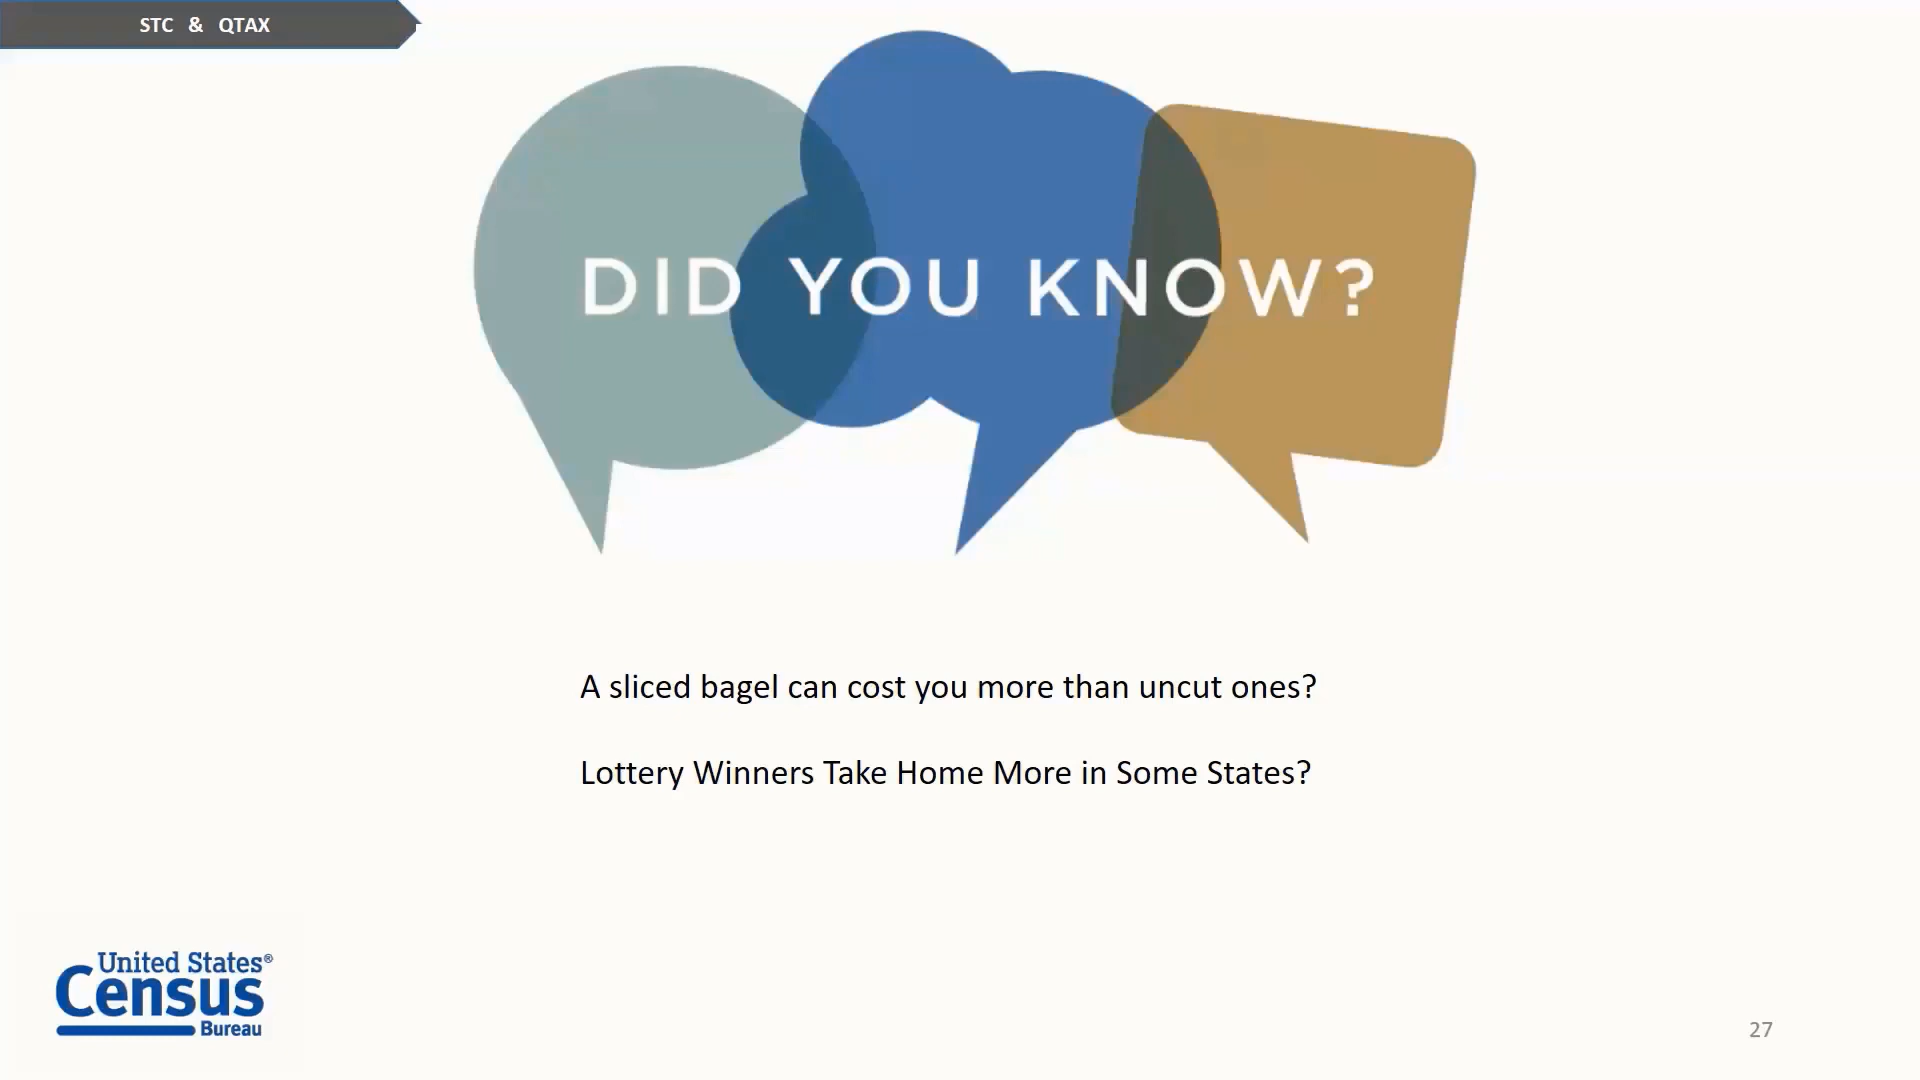 STC & QTAX
DID YOU KNOW?
A sliced bagel can cost you more than uncut ones?
Lottery Winners Take Home More in Some States?
United States®
Census
Bureau
27